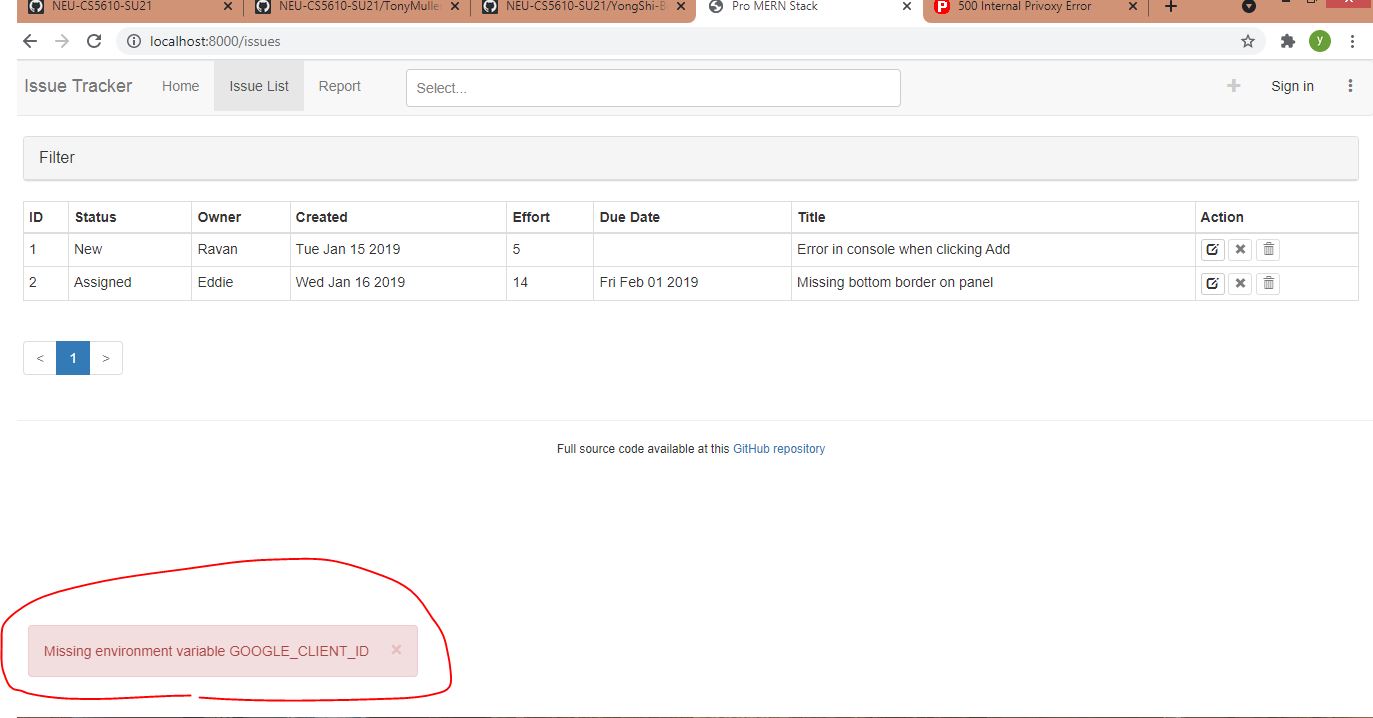 NEU-CS5610-SU21
NEU-CS5610-SU21/TonyMulle
NEU-CS5610-SU21/YongShi-B
Pro MERN Stack
500 Internal Privoxy Error
localhost:8000/issues
y
Issue Tracker Home Issue List Report Select... Sign in
Filter
ID Status Owner Created Effort Due Date Title Action
1 New Ravan Tue Jan 15 2019 5 Error in console when clicking Add
2 Assigned Eddie Wed Jan 16 2019 14 Fri Feb 01 2019 Missing bottom border on panel
< 1 >
Full source code available at this GitHub repository
Missing environment variable GOOGLE_CLIENT_ID ×